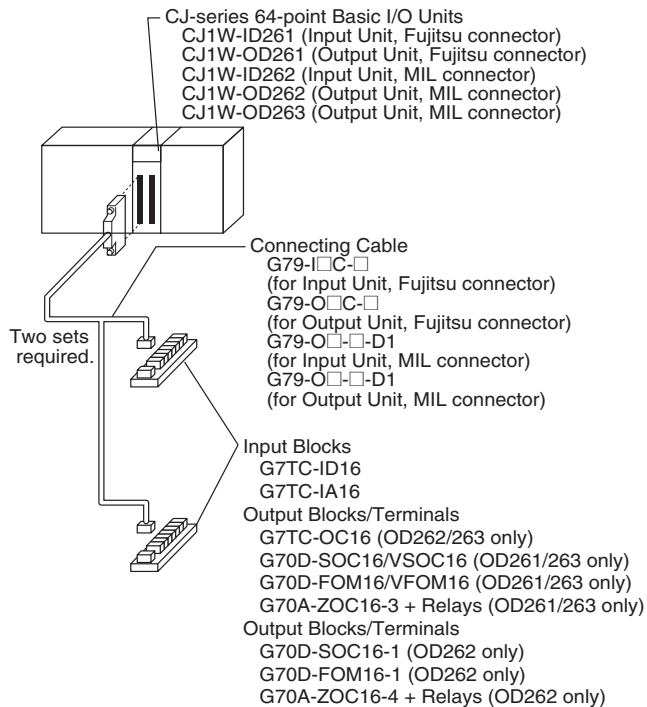 CJ-series 64-point Basic I/O Units
CJ1W-ID261 (Input Unit, Fujitsu connector)
CJ1W-OD261 (Output Unit, Fujitsu connector)
CJ1W-ID262 (Input Unit, MIL connector)
CJ1W-OD262 (Output Unit, MIL connector)
CJ1W-OD263 (Output Unit, MIL connector)
Connecting Cable
G79-I□C-□
(for Input Unit, Fujitsu connector)
G79-O□C-□
(for Output Unit, Fujitsu connector)
G79-O□-□-D1
(for Input Unit, MIL connector)
G79-O□-□-D1
(for Output Unit, MIL connector)
Two sets
required.
Input Blocks
G7TC-ID16
G7TC-IA16
Output Blocks/Terminals
G7TC-OC16 (OD262/263 only)
G70D-SOC16/VSOC16 (OD261/263 only)
G70D-FOM16/VFOM16 (OD261/263 only)
G70A-ZOC16-3 + Relays (OD261/263 only)
Output Blocks/Terminals
G70D-SOC16-1 (OD262 only)
G70D-FOM16-1 (OD262 only)
G70A-ZOC16-4 + Relays (OD262 only)